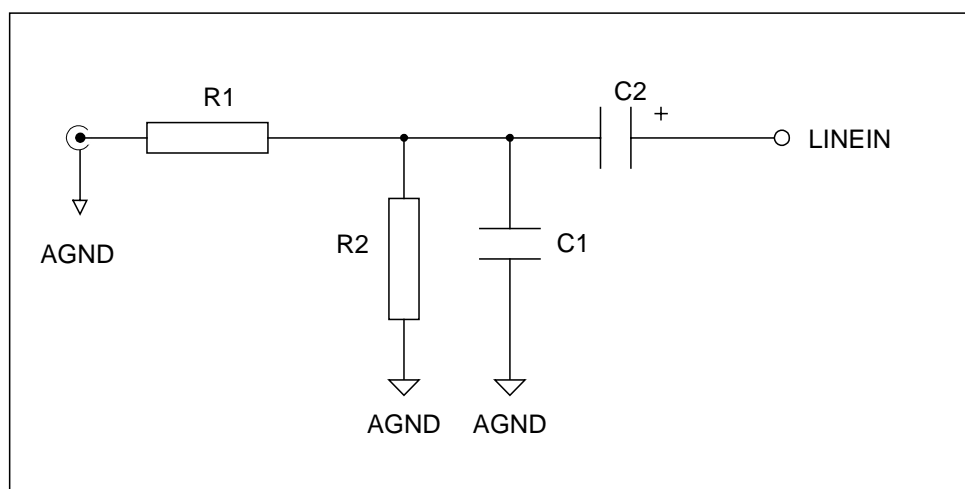 R1
C2
+
LINEIN
AGND
R2
C1
AGND
AGND